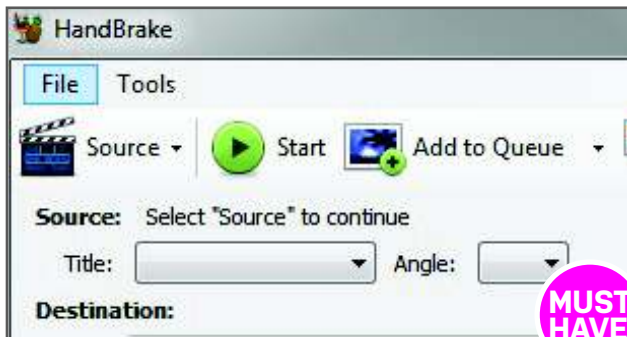 HandBrake
File Tools
Source Start Add to Queue
Source: Select "Source" to continue
Title: Angle:
Destination:
MUST
HAVE